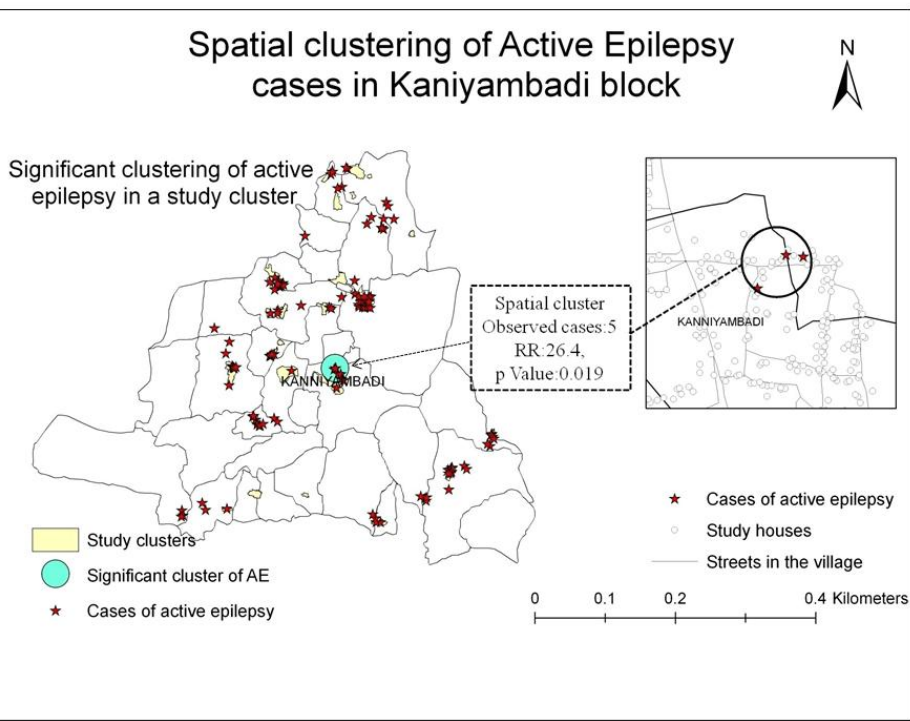 Spatial clustering of Active Epilepsy
cases in Kaniyambadi block
N
Significant clustering of active
epilepsy in a study cluster
Spatial cluster
Observed cases:5
RR:26.4,
p Value:0.019
KANNIYAMBADI
KANNIYAMBADI
Study clusters
Significant cluster of AE
Cases of active epilepsy
Cases of active epilepsy
Study houses
Streets in the village
0 0.1 0.2 0.4 Kilometers